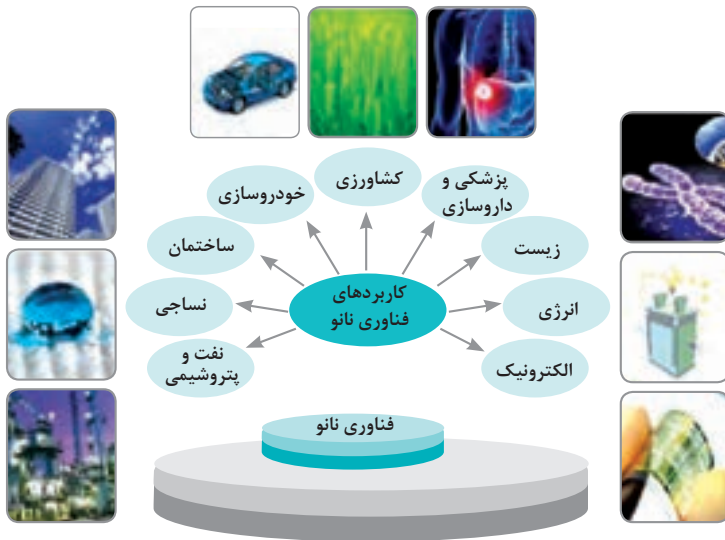 کشاورزی
پزشکی و
داروسازی
خودروسازی
زیست
ساختمان
کاربردهای
فناوری نانو
انرژی
نساجی
الکترونیک
نفت و
پتروشیمی
فناوری نانو